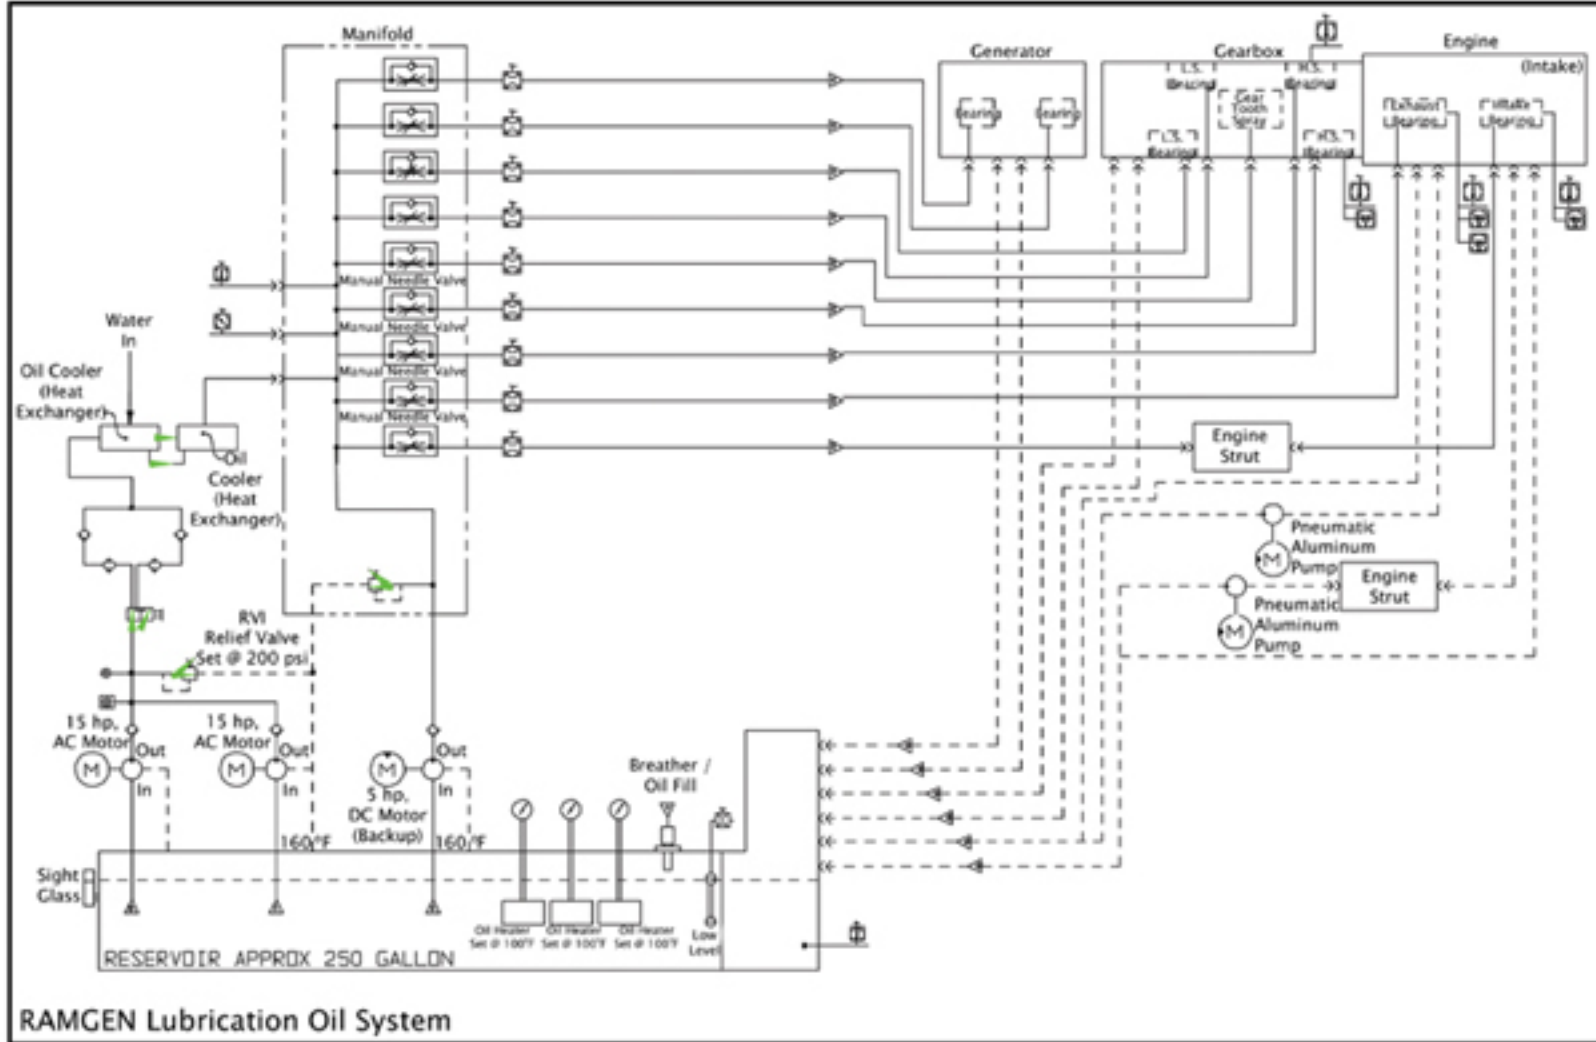 Manifold
Generator
Gearbox
Engine
(Intake)
L.S.
Bearing
H.S.
Bearing
Gear
Tooth
Spray
L.S.
Bearing
H.S.
Bearing
Exhaust
Bearing
Intake
Bearing
Bearing
Bearing
Manual Needle Valve
Manual Needle Valve
Manual Needle Valve
Manual Needle Valve
Water
In
Oil Cooler
(Heat
Exchanger)
Oil
Cooler
(Heat
Exchanger)
Engine
Strut
Pneumatic
Aluminum
Pump
Engine
Strut
Pneumatic
Aluminum
Pump
RVI
Relief Valve
Set @ 200 psi
15 hp,
AC Motor
M
Out
In
15 hp,
AC Motor
M
Out
In
5 hp,
DC Motor
(Backup)
M
Out
In
M
M
160°F
160°F
Breather /
Oil Fill
Sight
Glass
Oil Heater
Set @ 100°F
Oil Heater
Set @ 100°F
Oil Heater
Set @ 100°F
Low
Level
RESERVOIR APPROX 250 GALLON
RAMGEN Lubrication Oil System